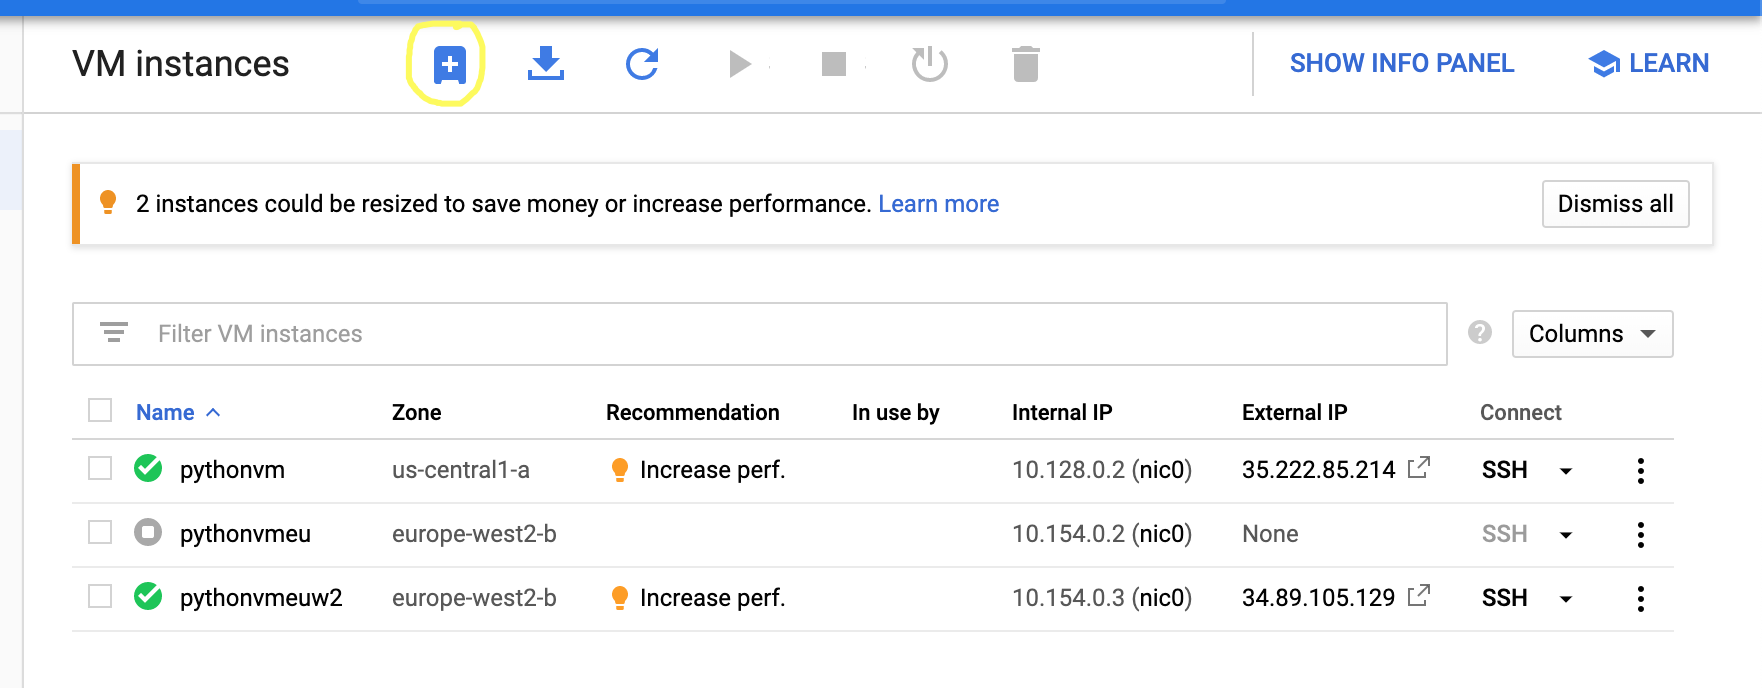 VM instances SHOW INFO PANEL LEARN
2 instances could be resized to save money or increase performance. Learn more Dismiss all
Filter VM instances ? Columns
Name Zone Recommendation In use by Internal IP External IP Connect
pythonvm us-central1-a Increase perf. 10.128.0.2 (nic0) 35.222.85.214 SSH
pythonvmeu europe-west2-b 10.154.0.2 (nic0) None SSH
pythonvmeuw2 europe-west2-b Increase perf. 10.154.0.3 (nic0) 34.89.105.129 SSH